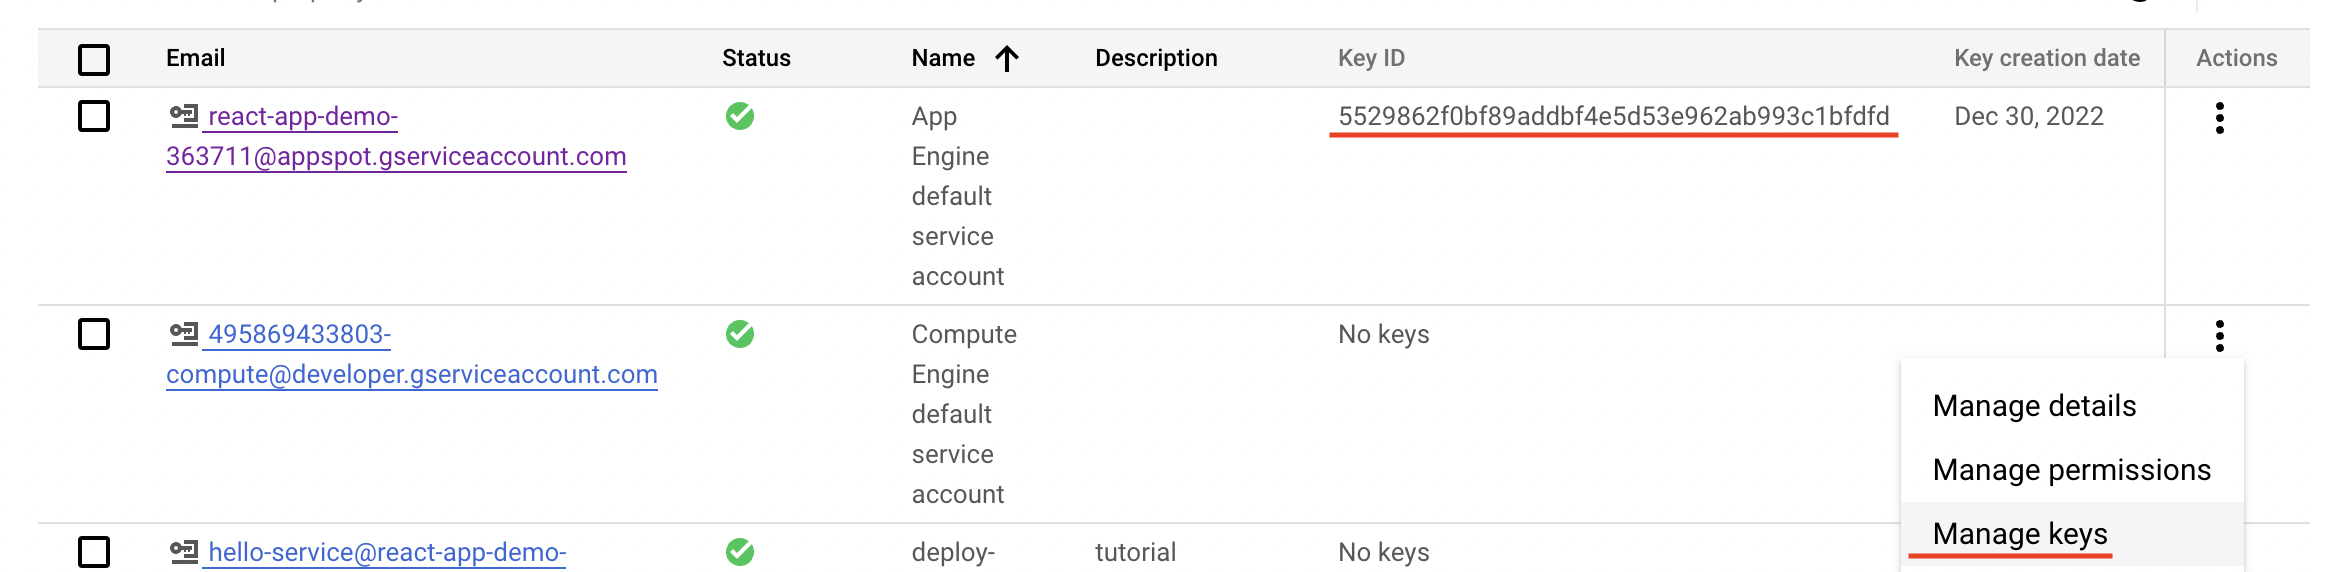 Email Status Name Description Key ID Key creation date Actions
react-app-demo- App 5529862f0bf89addbf4e5d53e962ab993c1bfdfd Dec 30, 2022
363711@appspot.gserviceaccount.com Engine
default
service
account
495869433803- Compute No keys
compute@developer.gserviceaccount.com Engine
default
service
account
Manage details
Manage permissions
Manage keys
hello-service@react-app-demo- deploy- tutorial No keys